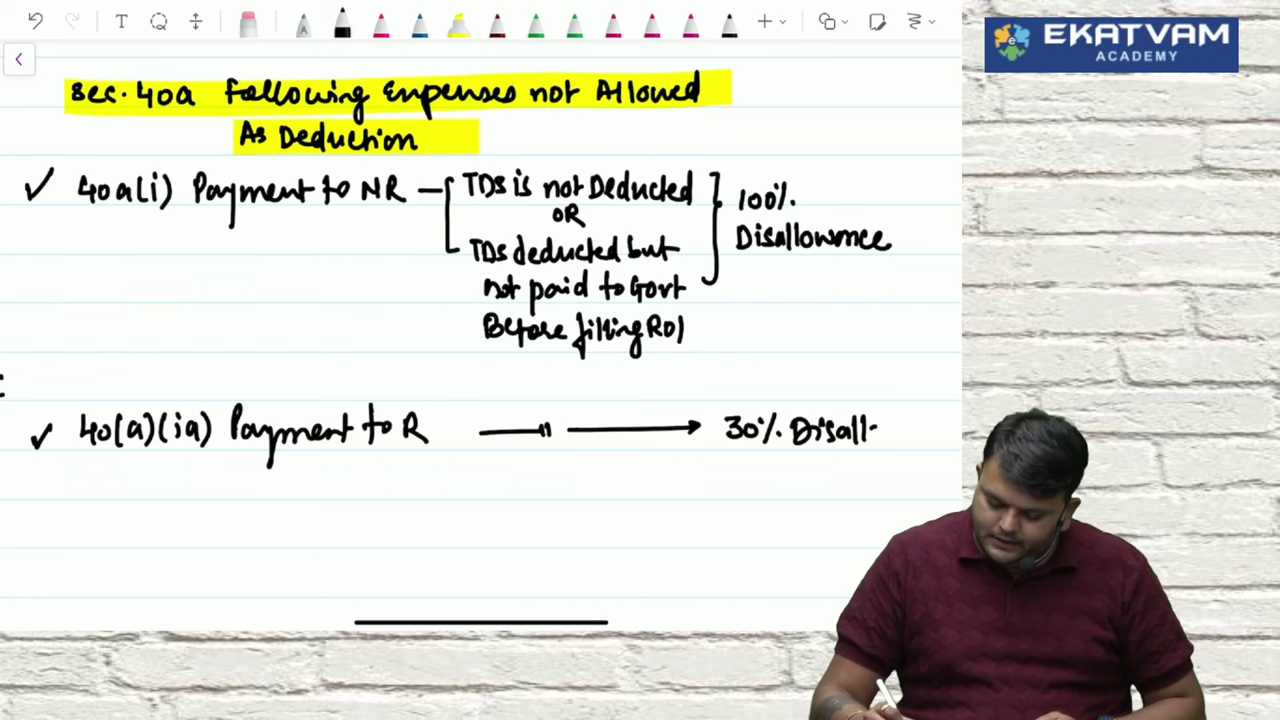 EKATVAM
ACADEMY
Sec. 40a Following Expenses not Allowed
As Deduction
✓ 40a(i) Payment to NR — TDS is not Deducted
OR
TDS deducted but
not paid to Govt
Before filling ROI
100%
Disallowance
✓ 40(a)(ia) Payment to R —〃—→ 30% Disall-